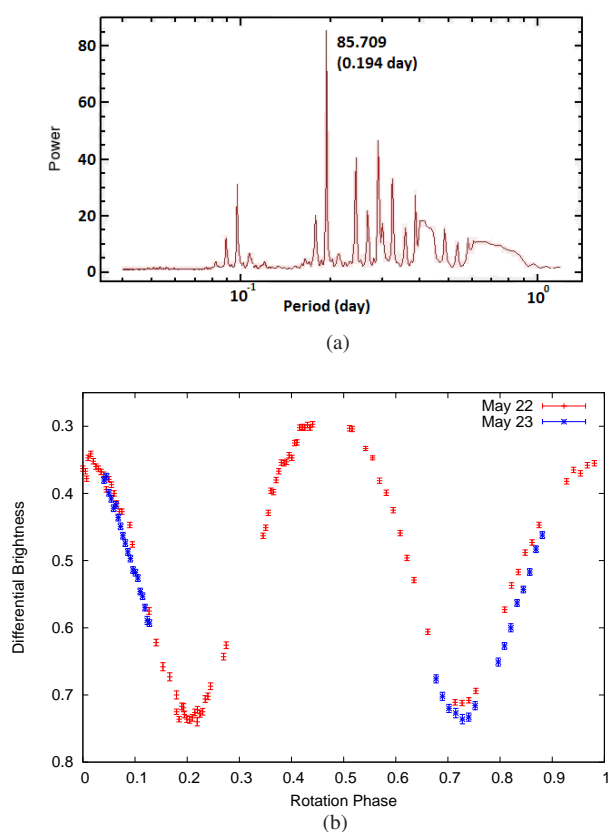 85.709
(0.194 day)
80
60
40
20
0
Power
10⁻¹
10⁰
Period (day)
(a)
May 22
May 23
0.3
0.4
0.5
0.6
0.7
0.8
Differential Brightness
0 0.1 0.2 0.3 0.4 0.5 0.6 0.7 0.8 0.9 1
Rotation Phase
(b)